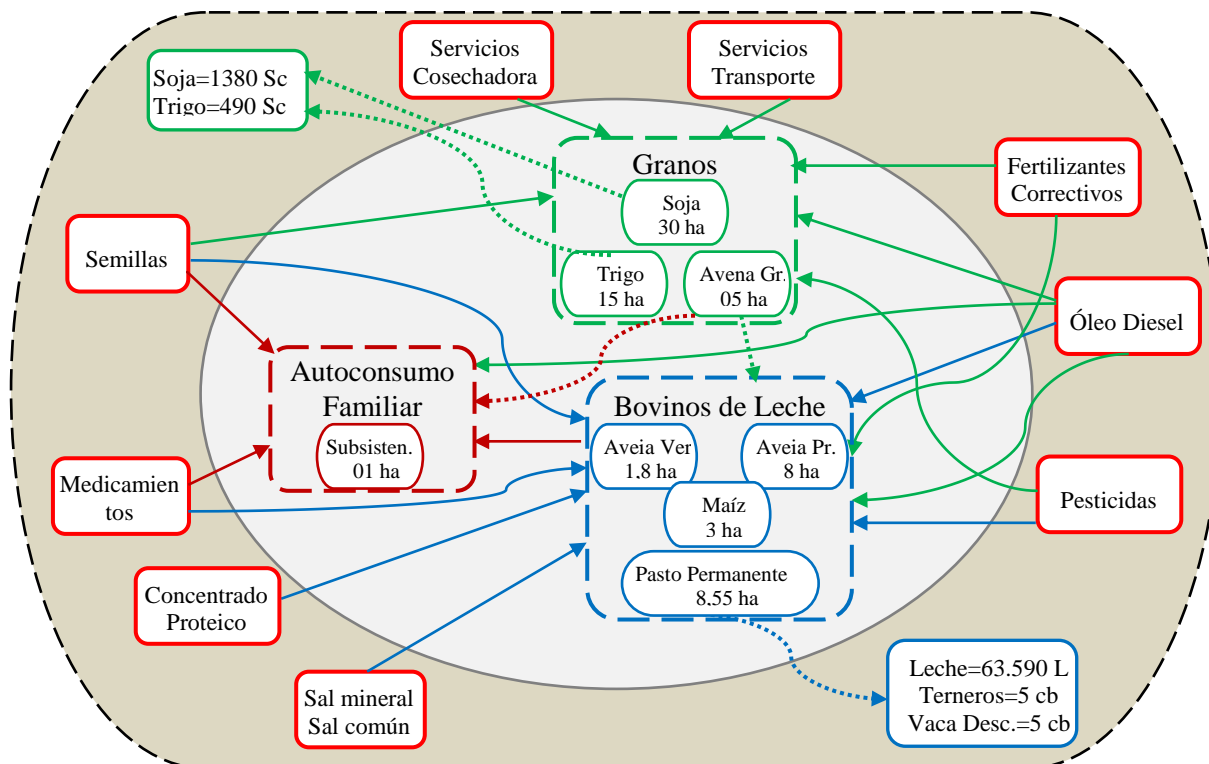 Servicios
Cosechadora
Servicios
Transporte
Soja=1380 Sc
Trigo=490 Sc
Granos
Soja
30 ha
Trigo
15 ha
Avena Gr.
05 ha
Fertilizantes
Correctivos
Semillas
Óleo Diesel
Autoconsumo
Familiar
Subsisten.
01 ha
Bovinos de Leche
Aveia Ver
1,8 ha
Aveia Pr.
8 ha
Maíz
3 ha
Pasto Permanente
8,55 ha
Medicamien
tos
Pesticidas
Concentrado
Proteico
Sal mineral
Sal común
Leche=63.590 L
Terneros=5 cb
Vaca Desc.=5 cb